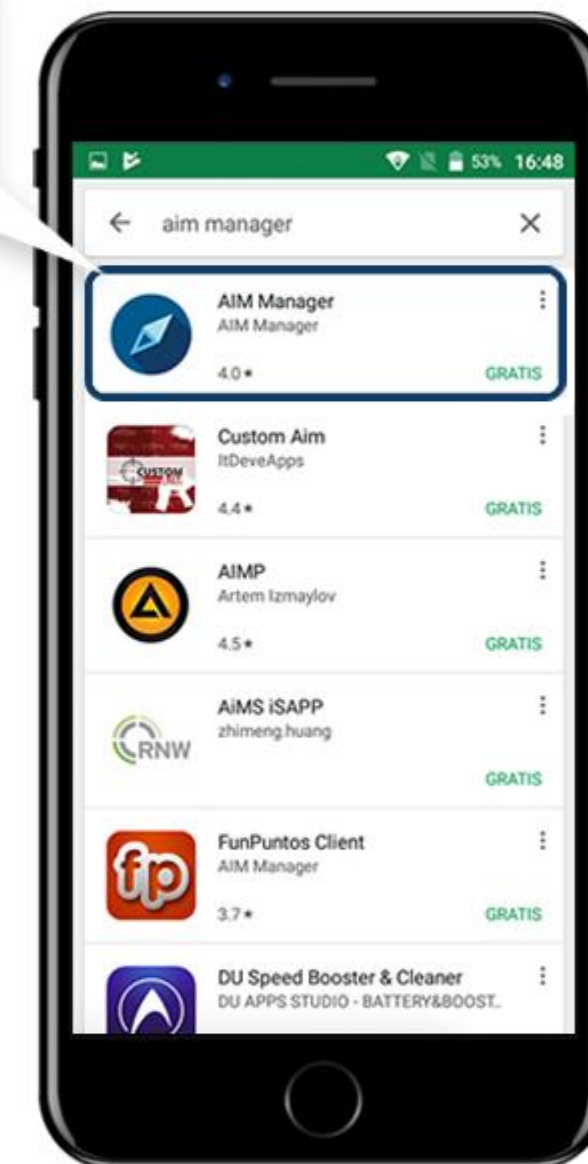 53% 16:48
aim manager
AIM Manager
AIM Manager
4.0★ GRATIS
Custom Aim
ItDeveApps
CUSTOM
4.4★ GRATIS
AIMP
Artem Izmaylov
4.5★ GRATIS
AiMS iSAPP
zhimeng.huang
RNW
GRATIS
FunPuntos Client
AIM Manager
fp
3.7★ GRATIS
DU Speed Booster & Cleaner
DU APPS STUDIO - BATTERY&BOOST..